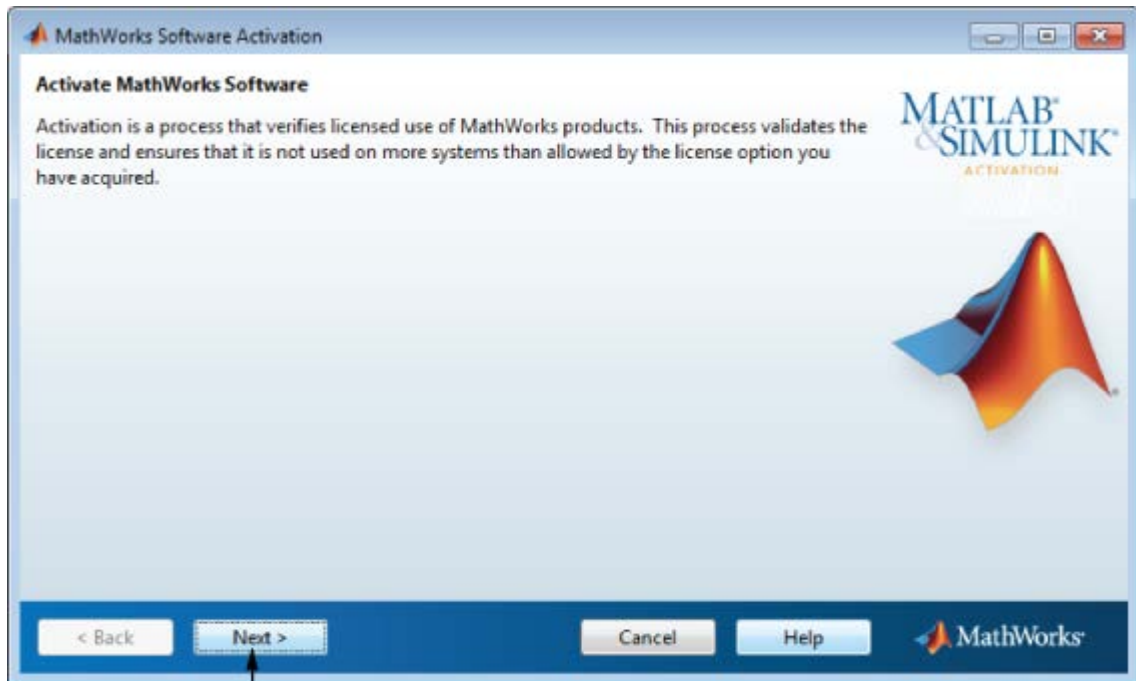 MathWorks Software Activation
Activate MathWorks Software
Activation is a process that verifies licensed use of MathWorks products. This process validates the
license and ensures that it is not used on more systems than allowed by the license option you
have acquired.
MATLAB®
&SIMULINK®
ACTIVATION
< Back
Next >
Cancel
Help
MathWorks®